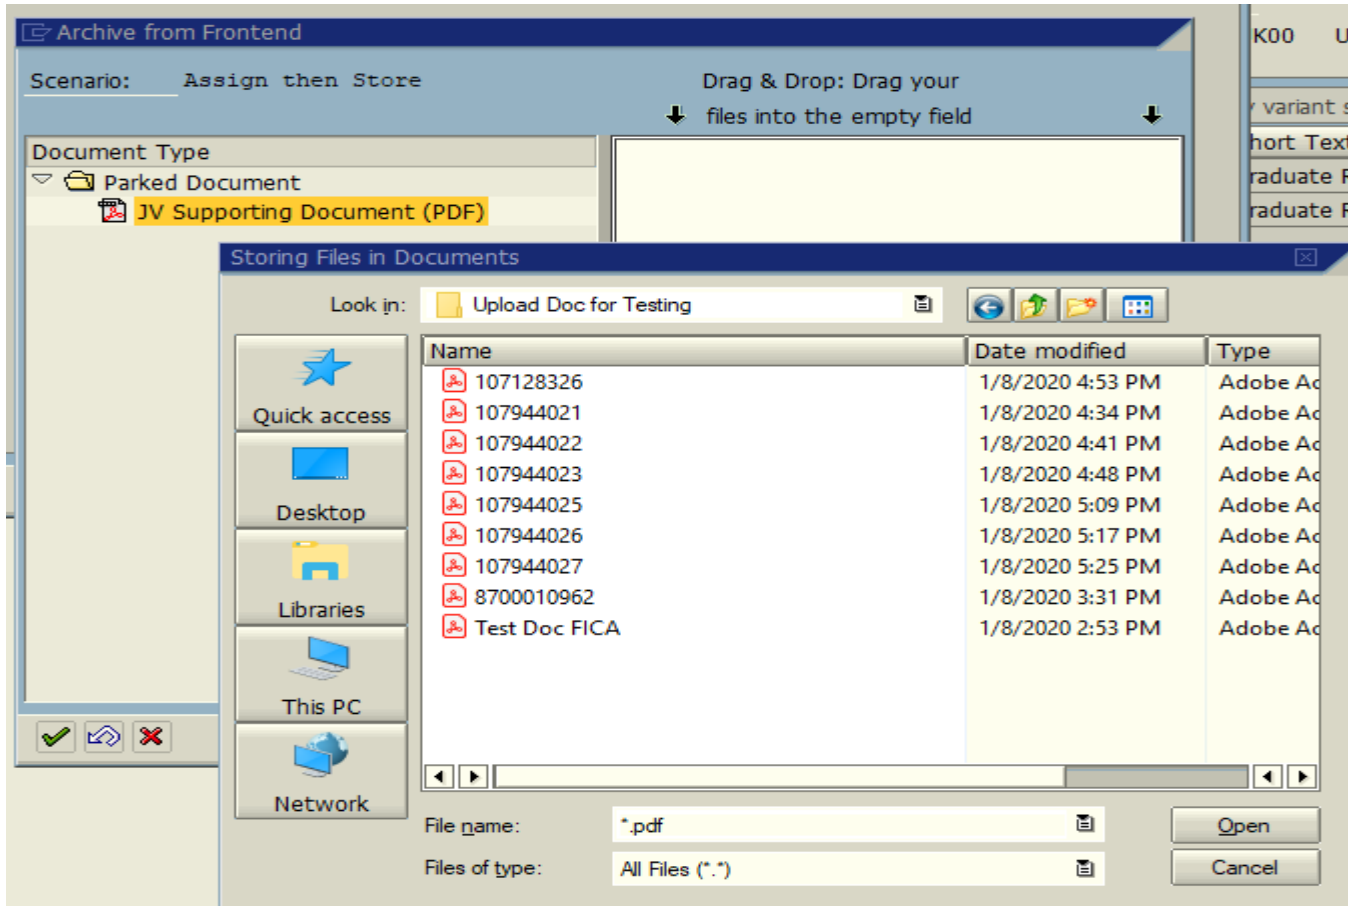 Archive from Frontend
Scenario: Assign then Store
Drag & Drop: Drag your
files into the empty field
Document Type
Parked Document
JV Supporting Document (PDF)
K00
variant
hort Text
raduate
raduate
Storing Files in Documents
Look in: Upload Doc for Testing
Name Date modified Type
107128326 1/8/2020 4:53 PM Adobe Ac
107944021 1/8/2020 4:34 PM Adobe Ac
107944022 1/8/2020 4:41 PM Adobe Ac
107944023 1/8/2020 4:48 PM Adobe Ac
107944025 1/8/2020 5:09 PM Adobe Ac
107944026 1/8/2020 5:17 PM Adobe Ac
107944027 1/8/2020 5:25 PM Adobe Ac
8700010962 1/8/2020 3:31 PM Adobe Ac
Test Doc FICA 1/8/2020 2:53 PM Adobe Ac
Quick access
Desktop
Libraries
This PC
Network
File name: *.pdf Open
Files of type: All Files (*.*) Cancel